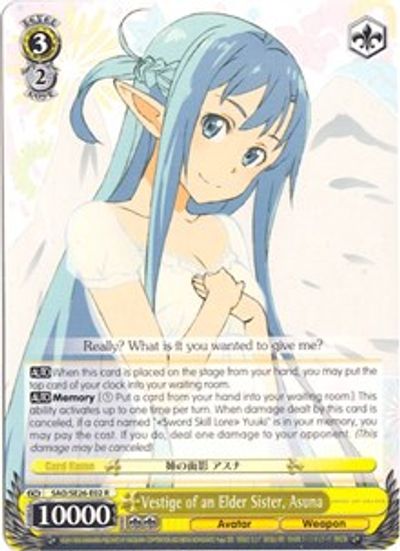 LEVEL
3
2
COST
Really? What is it you wanted to give me?
AUTO When this card is placed on the stage from your hand, you may put
the top card of your clock into your waiting room.
AUTO Memory [① Put a card from your hand into your waiting room] This
ability activates up to one time per turn. When damage dealt by this card is
canceled, if a card named "<Sword Skill Lore> Yuuki" is in your memory, you
may pay the cost. If you do, deal one damage to your opponent. (This damage
may be canceled)
Card Name
姉の面影 アスナ
CH
SAO/SE26-E02 R
Vestige of an Elder Sister, Asuna
10000
Avatar
Weapon